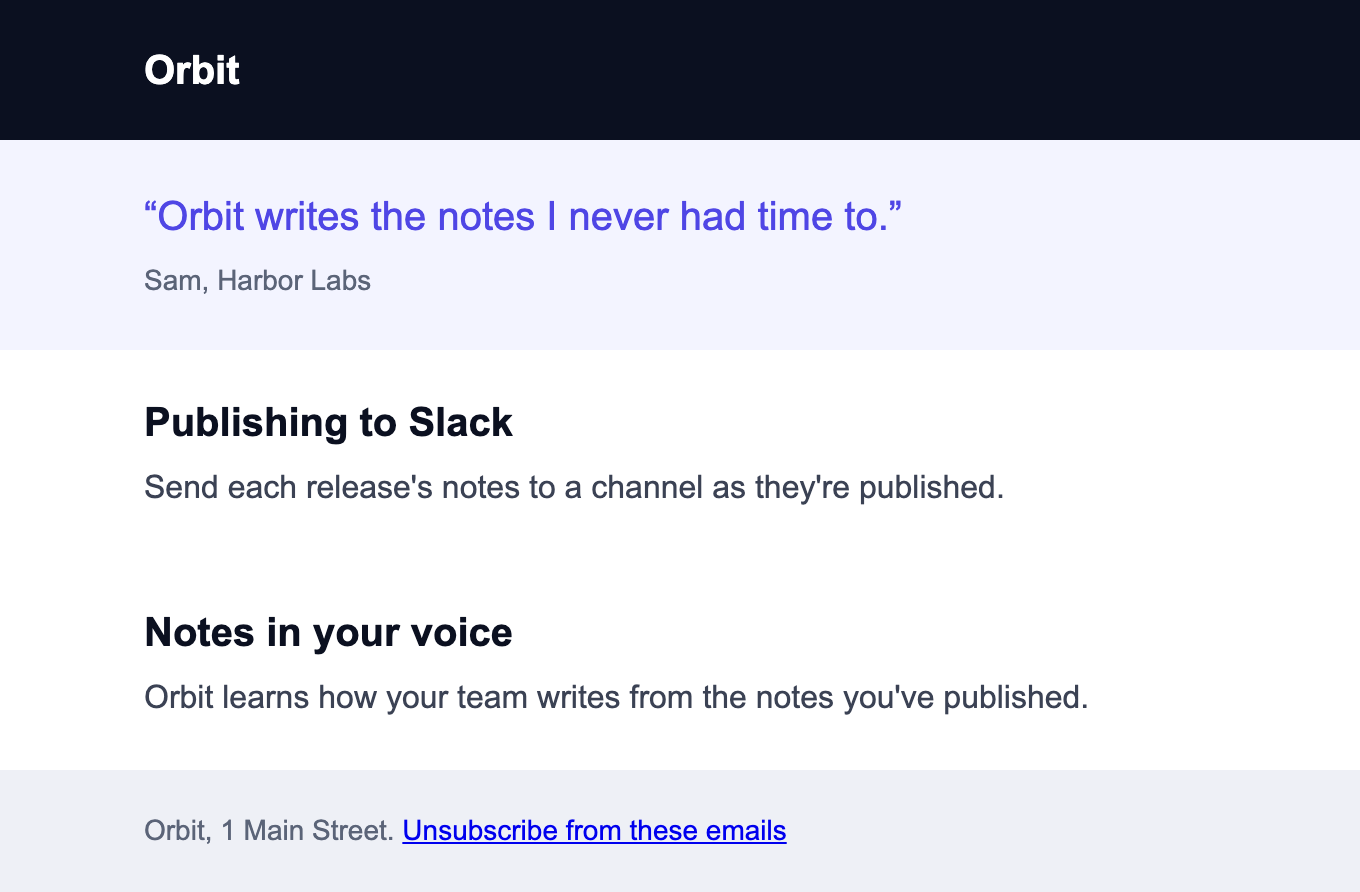 Orbit
“Orbit writes the notes I never had time to.”
Sam, Harbor Labs
Publishing to Slack
Send each release's notes to a channel as they're published.
Notes in your voice
Orbit learns how your team writes from the notes you've published.
Orbit, 1 Main Street. Unsubscribe from these emails